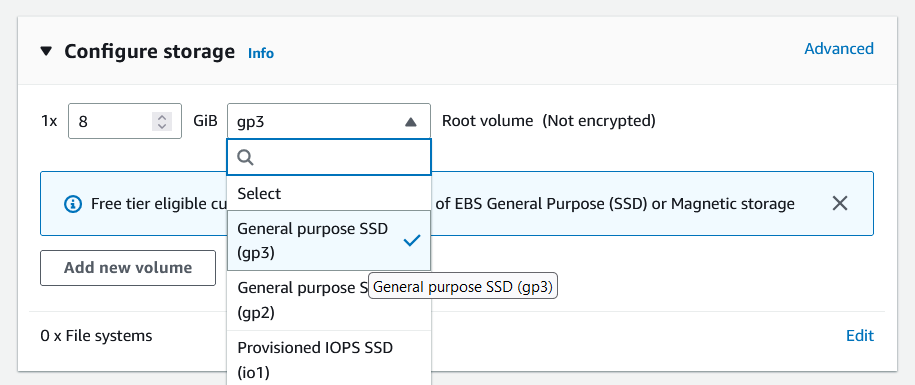 Configure storage Info
Advanced
1x 8 GiB gp3 Root volume (Not encrypted)
Select
Free tier eligible cu of EBS General Purpose (SSD) or Magnetic storage
General purpose SSD
(gp3)
Add new volume
General purpose S
(gp2)
General purpose SSD (gp3)
0 x File systems
Edit
Provisioned IOPS SSD
(io1)